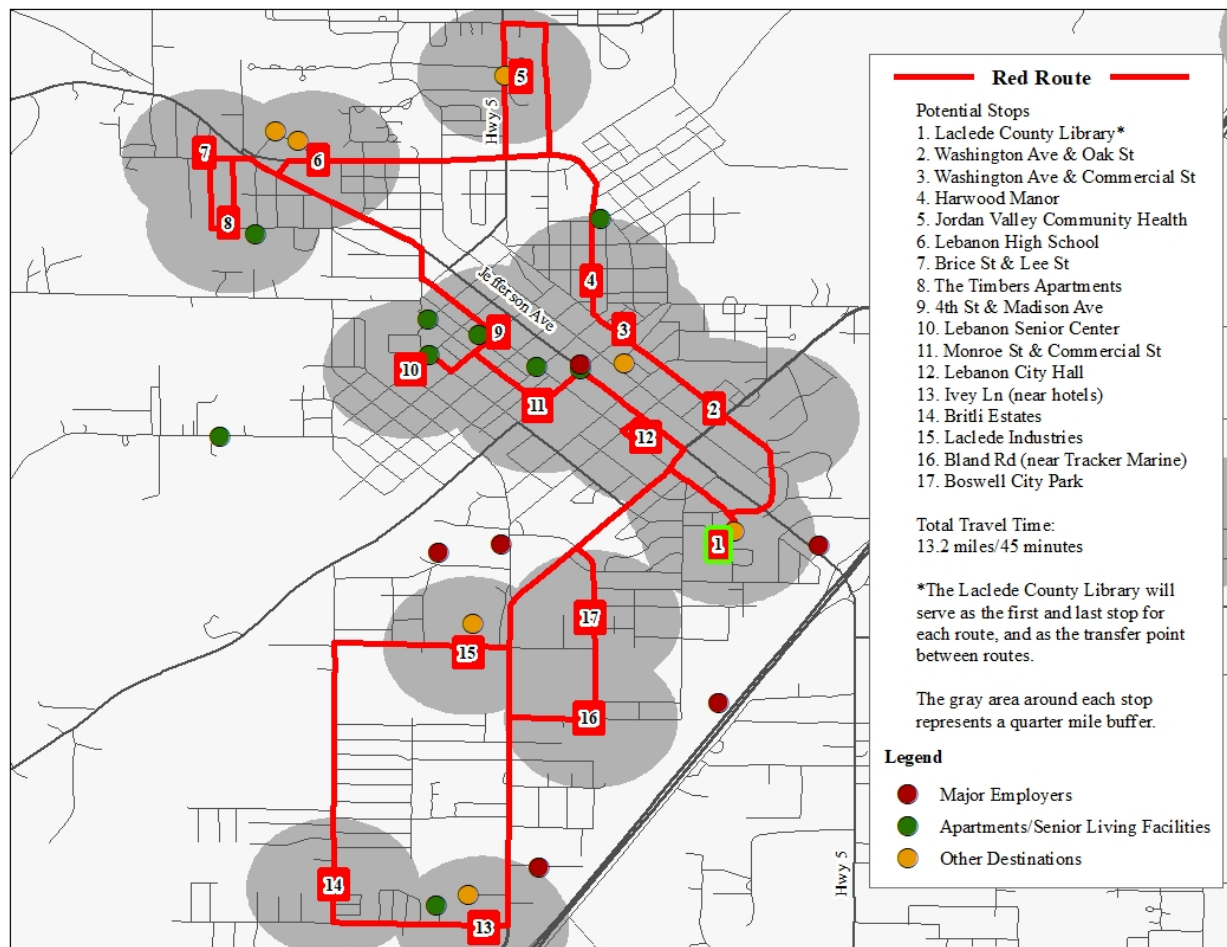 Red Route
Potential Stops
1. Laclede County Library*
2. Washington Ave & Oak St
3. Washington Ave & Commercial St
4. Harwood Manor
5. Jordan Valley Community Health
6. Lebanon High School
7. Brice St & Lee St
8. The Timbers Apartments
9. 4th St & Madison Ave
10. Lebanon Senior Center
11. Monroe St & Commercial St
12. Lebanon City Hall
13. Ivey Ln (near hotels)
14. Britli Estates
15. Laclede Industries
16. Bland Rd (near Tracker Marine)
17. Boswell City Park
Total Travel Time:
13.2 miles/45 minutes
*The Laclede County Library will
serve as the first and last stop for
each route, and as the transfer point
between routes.
The gray area around each stop
represents a quarter mile buffer.
Legend
Major Employers
Apartments/Senior Living Facilities
Other Destinations
5
Hwy 5
7
6
8
4
Jefferson Ave
3
9
10
11
2
12
1
17
15
16
14
13
Hwy 5